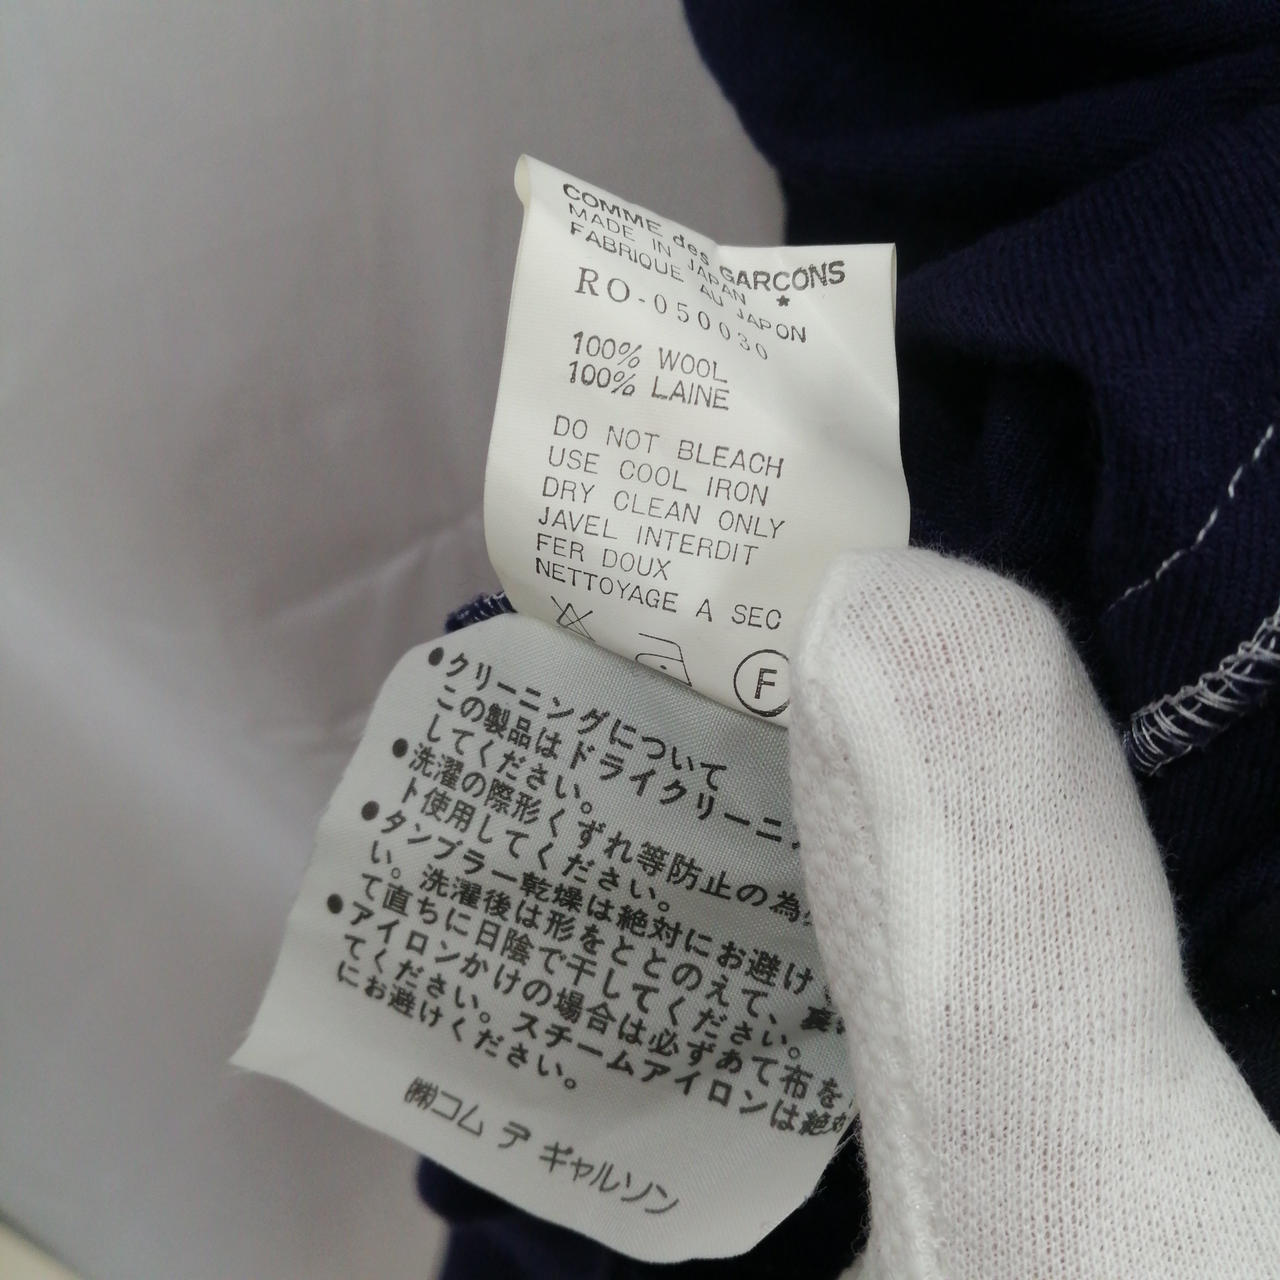 COMME des GARCONS
MADE IN JAPAN ★
FABRIQUE AU JAPON
RO-050030
100% WOOL
100% LAINE
DO NOT BLEACH
USE COOL IRON
DRY CLEAN ONLY
JAVEL INTERDIT
FER DOUX
NETTOYAGE A SEC
F
●クリーニングについて
この製品はドライクリーニン
してください。
●洗濯の際形くずれ等防止の為
ト使用してください。
●タンブラー乾燥は絶対にお避け
い。洗濯後は形をととのえて、裏
て直ちに日陰で干してください。
●アイロンかけの場合は必ずあて布を
てください。スチームアイロンは絶対
にお避けください。
㈱コム デ ギャルソン